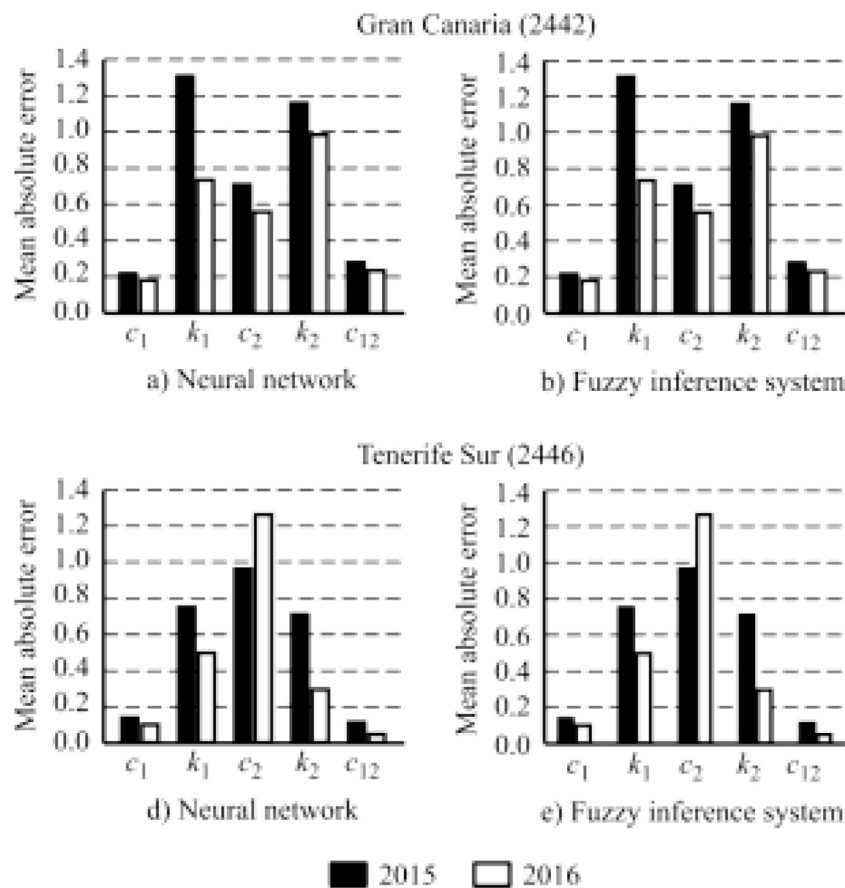 Gran Canaria (2442)
Mean absolute error
1.4
1.2
1.0
0.8
0.6
0.4
0.2
0.0
c1 k1 c2 k2 c12
a) Neural network
Mean absolute error
1.4
1.2
1.0
0.8
0.6
0.4
0.2
0.0
c1 k1 c2 k2 c12
b) Fuzzy inference system
Tenerife Sur (2446)
Mean absolute error
1.4
1.2
1.0
0.8
0.6
0.4
0.2
0.0
c1 k1 c2 k2 c12
d) Neural network
Mean absolute error
1.4
1.2
1.0
0.8
0.6
0.4
0.2
0.0
c1 k1 c2 k2 c12
e) Fuzzy inference system
2015 2016